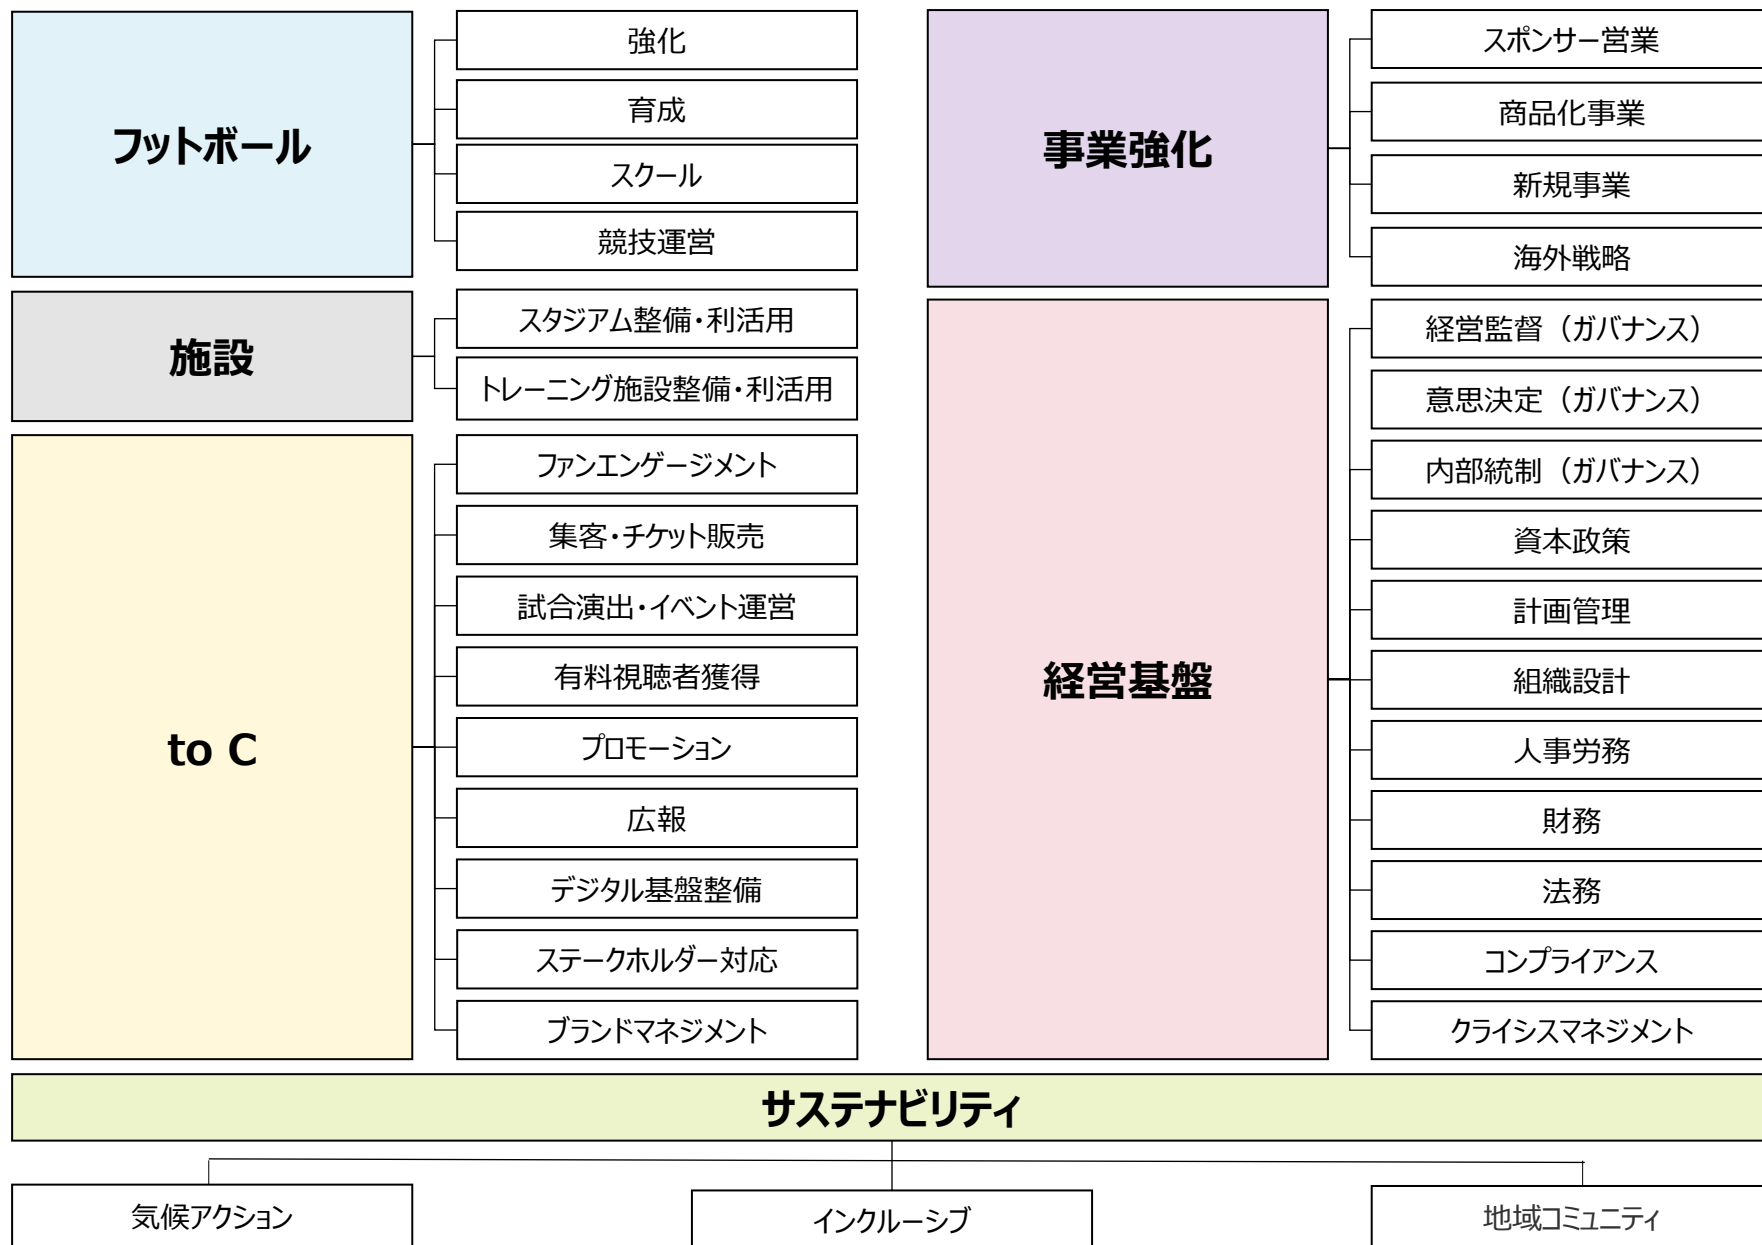 フットボール
強化
育成
スクール
競技運営
施設
スタジアム整備・利活用
トレーニング施設整備・利活用
to C
ファンエンゲージメント
集客・チケット販売
試合演出・イベント運営
有料視聴者獲得
プロモーション
広報
デジタル基盤整備
ステークホルダー対応
ブランドマネジメント
事業強化
スポンサー営業
商品化事業
新規事業
海外戦略
経営基盤
経営監督（ガバナンス）
意思決定（ガバナンス）
内部統制（ガバナンス）
資本政策
計画管理
組織設計
人事労務
財務
法務
コンプライアンス
クライシスマネジメント
サステナビリティ
気候アクション
インクルーシブ
地域コミュニティ